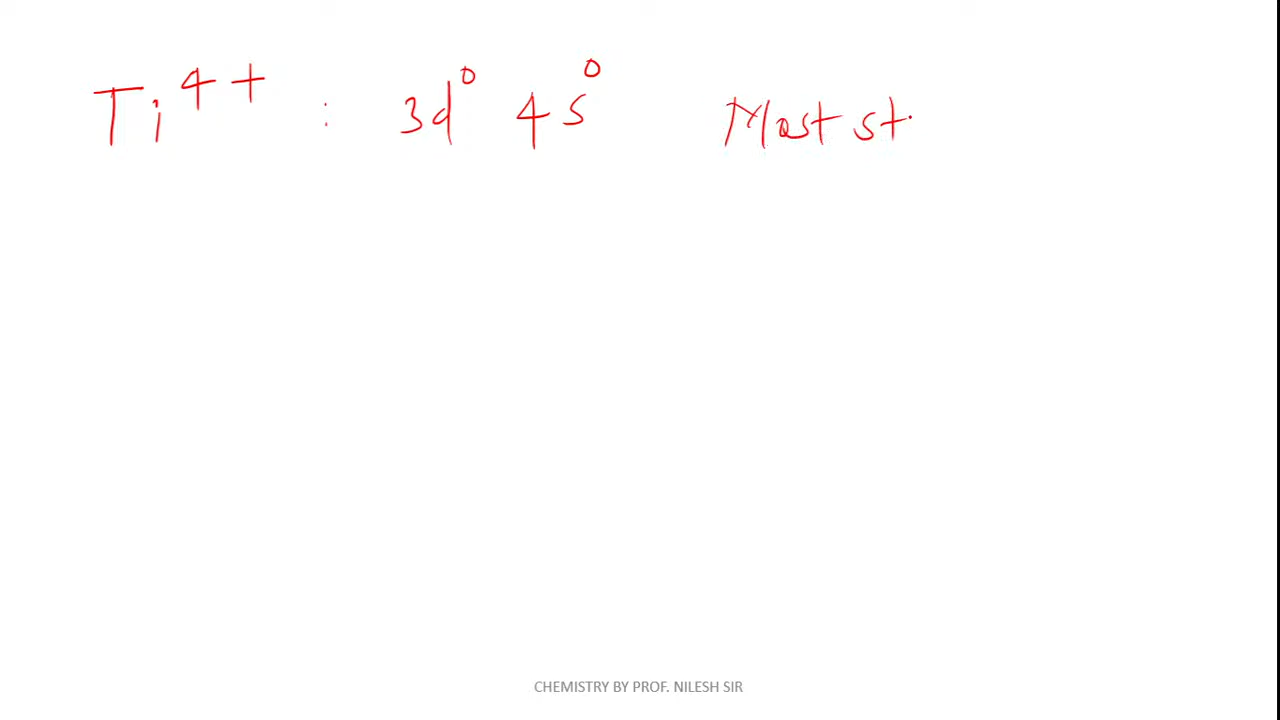 Ti⁴⁺ : 3d⁰ 4s⁰ Most st
CHEMISTRY BY PROF. NILESH SIR